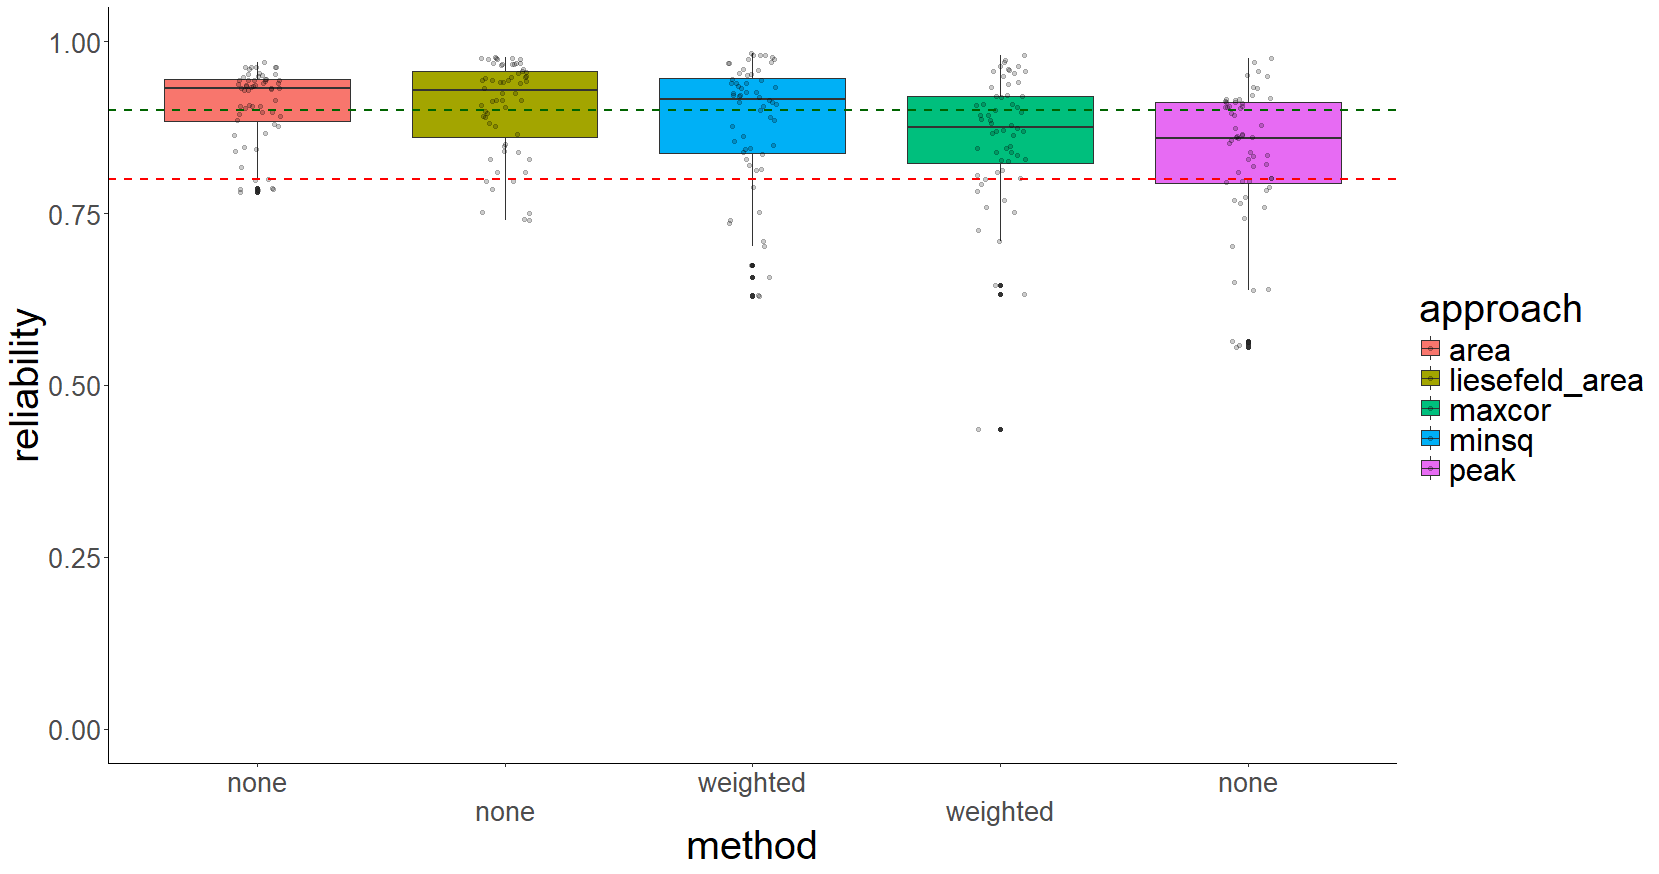 1.00
0.75
0.50
0.25
0.00
reliability
none
none
weighted
weighted
none
method
approach
area
liesefeld_area
maxcor
minsq
peak